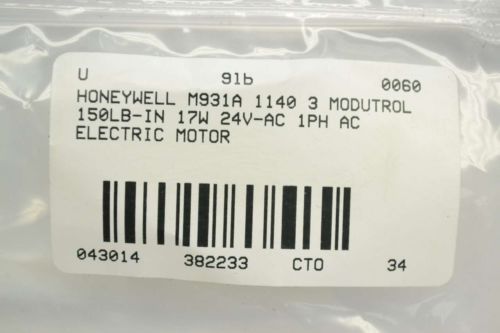 U 91b 0060
HONEYWELL M931A 1140 3 MODUTROL
150LB-IN 17W 24V-AC 1PH AC
ELECTRIC MOTOR
043014 382233 CTO 34